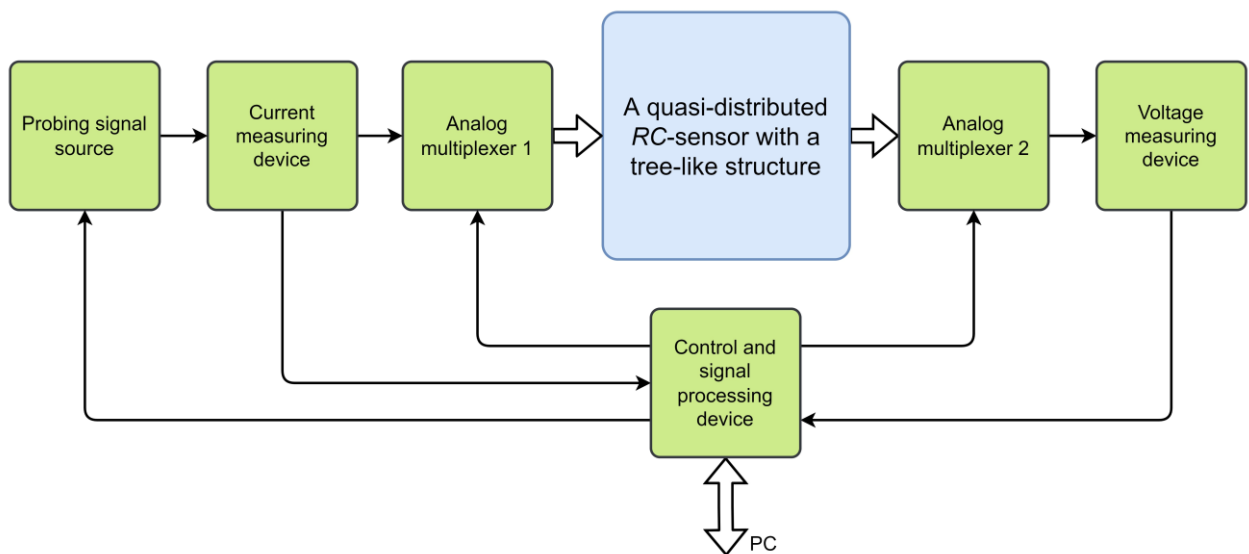 Probing signal
source
Current
measuring
device
Analog
multiplexer 1
A quasi-distributed
RC-sensor with a
tree-like structure
Analog
multiplexer 2
Voltage
measuring
device
Control and
signal
processing
device
PC